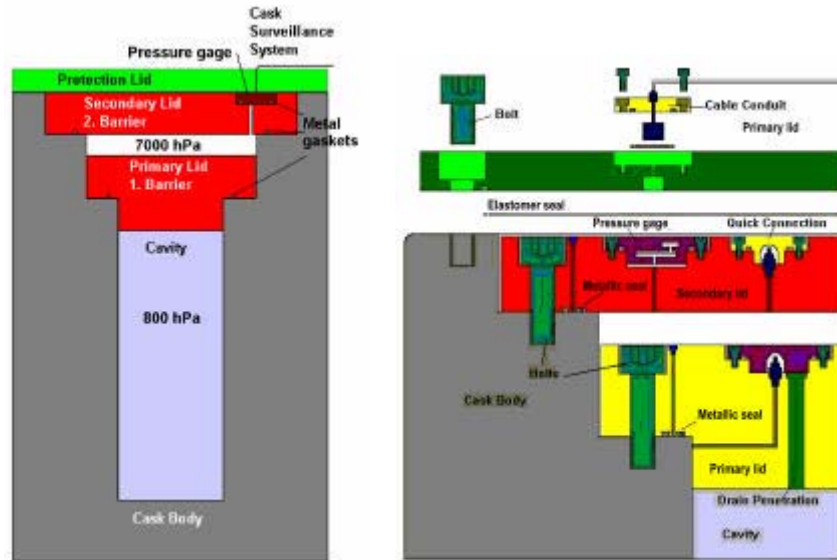 Cask
Surveillance
System
Pressure gage
Protection Lid
Secondary Lid
2. Barrier
Metal
gaskets
7000 hPa
Primary Lid
1. Barrier
Cavity
800 hPa
Cask Body
Bolt
Cable Conduit
Primary lid
Elastomer seal
Pressure gage
Quick Connection
Metallic seal
Secondary lid
Bolts
Cask Body
Metallic seal
Primary lid
Drain Penetration
Cavity